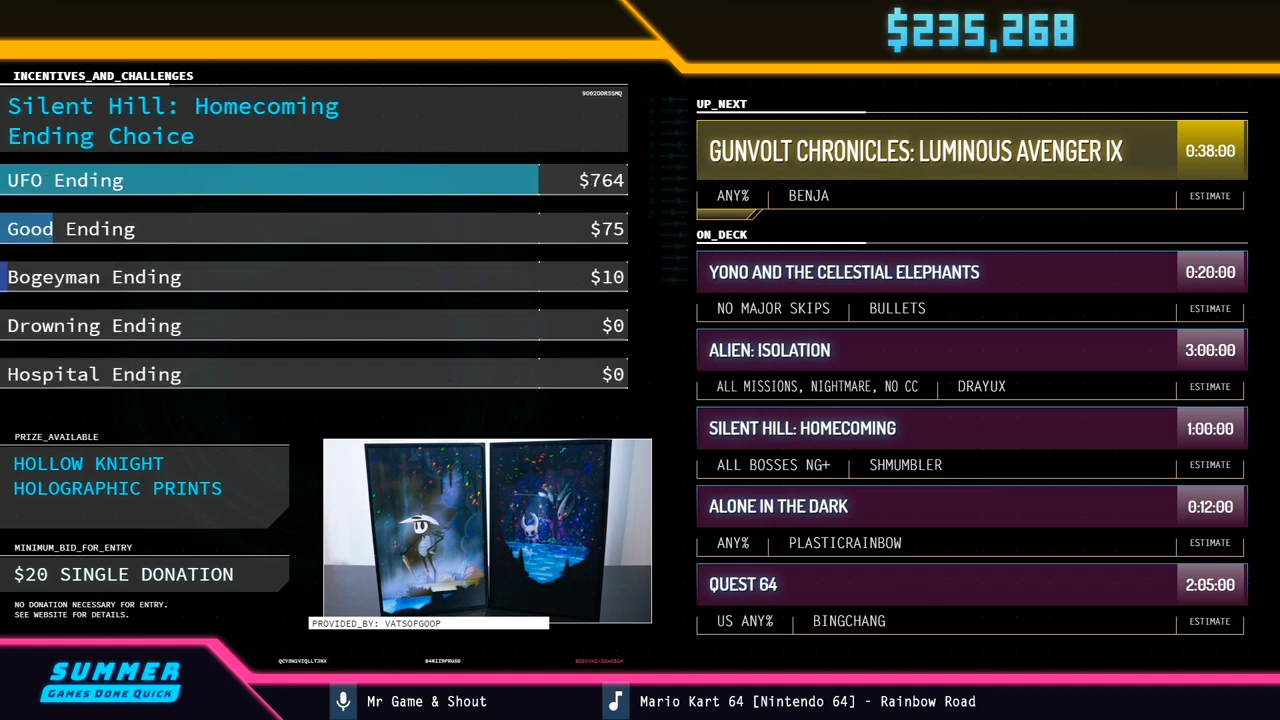 $235,268
INCENTIVES_AND_CHALLENGES
Silent Hill: Homecoming
Ending Choice
UFO Ending $764
Good Ending $75
Bogeyman Ending $10
Drowning Ending $0
Hospital Ending $0
PRIZE_AVAILABLE
HOLLOW KNIGHT
HOLOGRAPHIC PRINTS
MINIMUM_BID_FOR_ENTRY
$20 SINGLE DONATION
NO DONATION NECESSARY FOR ENTRY.
SEE WEBSITE FOR DETAILS.
PROVIDED_BY: VATSOFGOOP
UP_NEXT
GUNVOLT CHRONICLES: LUMINOUS AVENGER IX 0:38:00
ANY% BENJA ESTIMATE
ON_DECK
YONO AND THE CELESTIAL ELEPHANTS 0:20:00
NO MAJOR SKIPS BULLETS ESTIMATE
ALIEN: ISOLATION 3:00:00
ALL MISSIONS, NIGHTMARE, NO CC DRAYUX ESTIMATE
SILENT HILL: HOMECOMING 1:00:00
ALL BOSSES NG+ SHMUMBLER ESTIMATE
ALONE IN THE DARK 0:12:00
ANY% PLASTICRAINBOW ESTIMATE
QUEST 64 2:05:00
US ANY% BINGCHANG ESTIMATE
SUMMER
GAMES DONE QUICK
Mr Game & Shout
Mario Kart 64 [Nintendo 64] - Rainbow Road